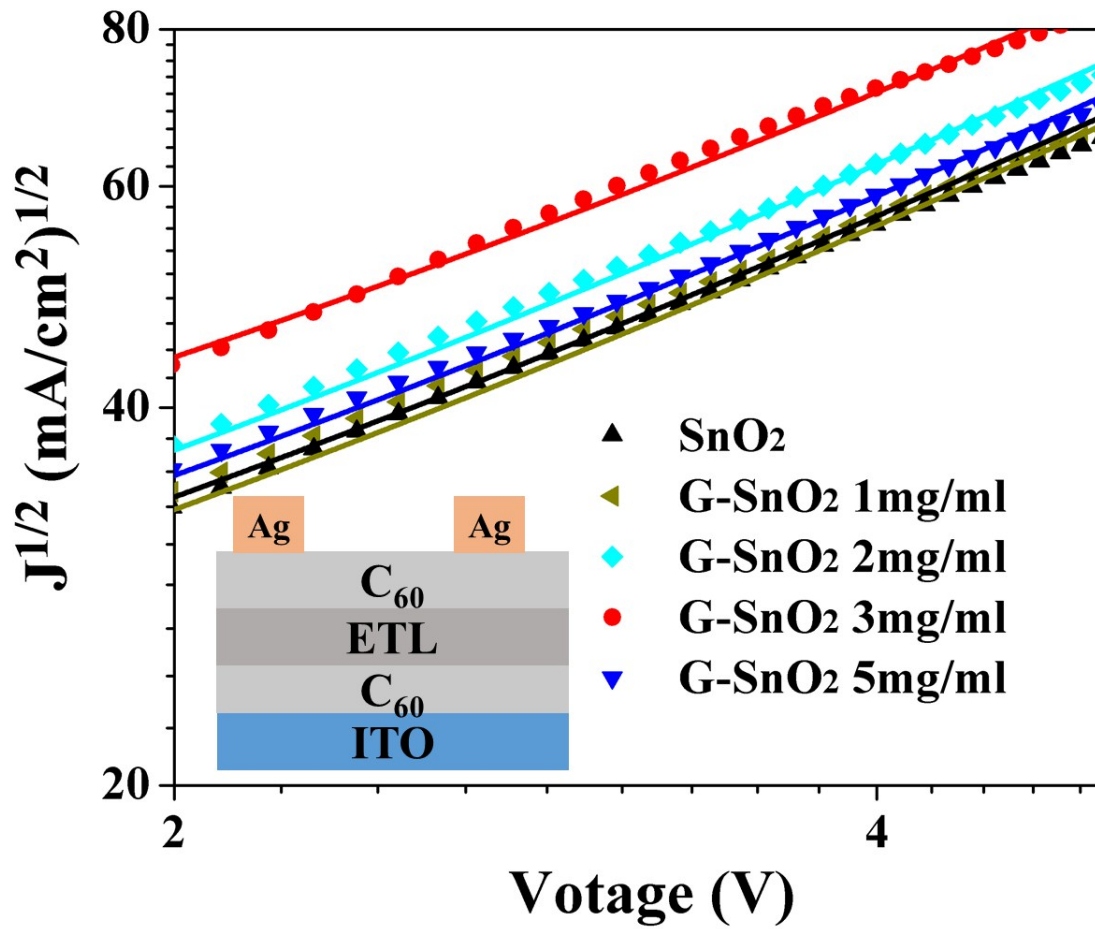 80
60
40
20
J1/2 (mA/cm2)1/2
SnO2
G-SnO2 1mg/ml
G-SnO2 2mg/ml
G-SnO2 3mg/ml
G-SnO2 5mg/ml
Ag Ag
C60
ETL
C60
ITO
2 4
Votage (V)